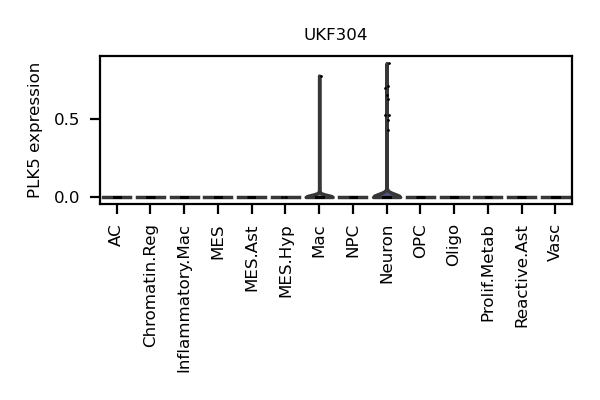 UKF304
PLK5 expression
0.5
0.0
AC
Chromatin.Reg
Inflammatory.Mac
MES
MES.Ast
MES.Hyp
Mac
NPC
Neuron
OPC
Oligo
Prolif.Metab
Reactive.Ast
Vasc